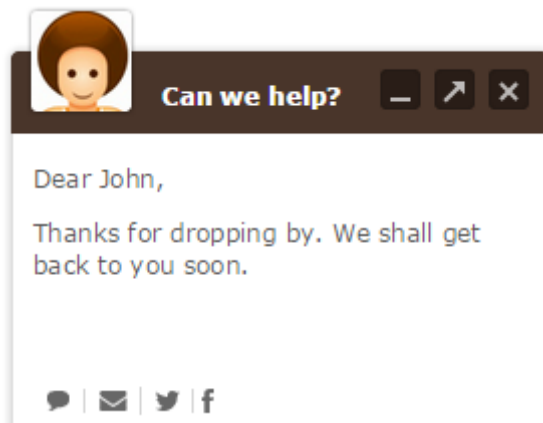 Can we help?
Dear John,
Thanks for dropping by. We shall get
back to you soon.